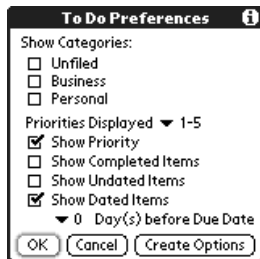 To Do Preferences i
Show Categories:
Unfiled
Business
Personal
Priorities Displayed 1-5
Show Priority
Show Completed Items
Show Undated Items
Show Dated Items
0 Day(s) before Due Date
OK Cancel Create Options